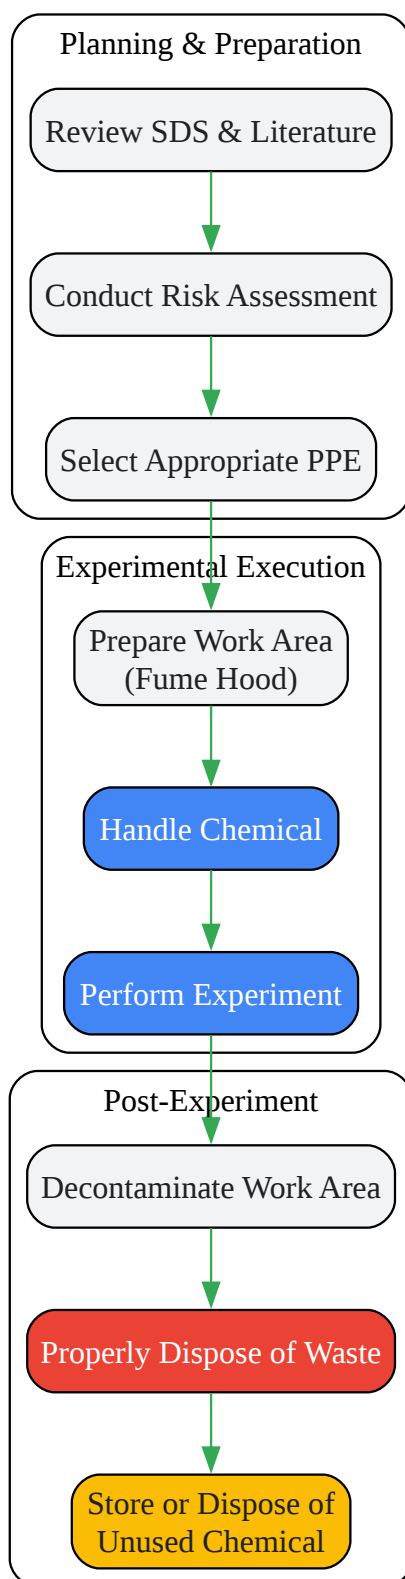 Planning & Preparation
Review SDS & Literature
Conduct Risk Assessment
Select Appropriate PPE
Experimental Execution
Prepare Work Area
(Fume Hood)
Handle Chemical
Perform Experiment
Post-Experiment
Decontaminate Work Area
Properly Dispose of Waste
Store or Dispose of
Unused Chemical